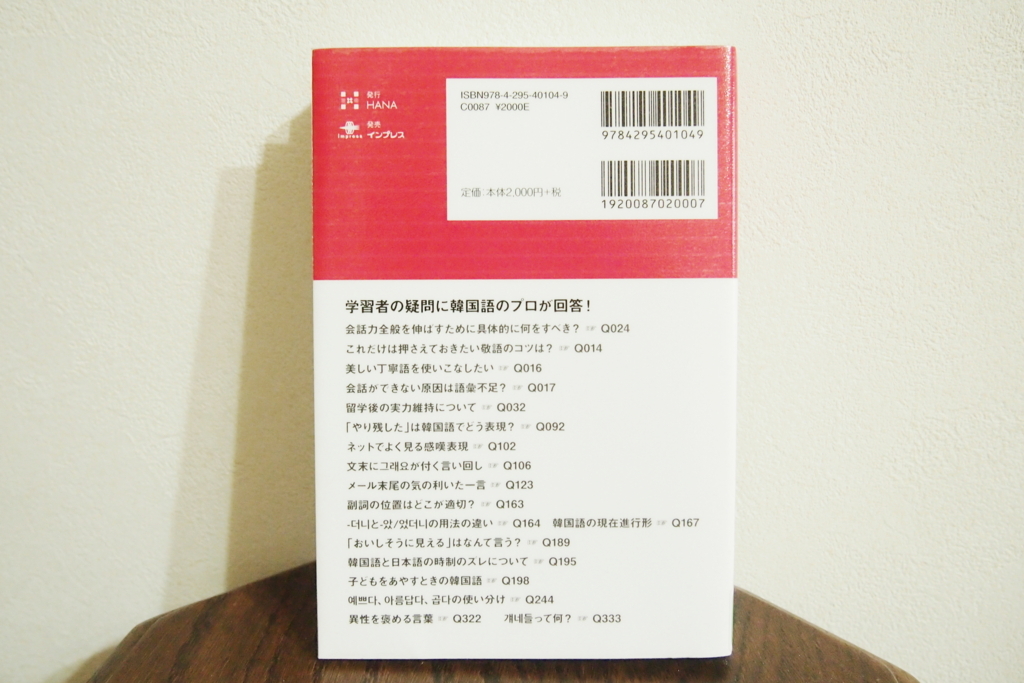 発行
HANA
発売
impress
インプレス
ISBN978-4-295-40104-9
C0087 ¥2000E
定価:本体2,000円+税
9784295401049
1920087020007
学習者の疑問に韓国語のプロが回答!
会話力全般を伸ばすために具体的に何をすべき? ☞ Q024
これだけは押さえておきたい敬語のコツは? ☞ Q014
美しい丁寧語を使いこなしたい ☞ Q016
会話ができない原因は語彙不足? ☞ Q017
留学後の実力維持について ☞ Q032
「やり残した」は韓国語でどう表現? ☞ Q092
ネットでよく見る感嘆表現 ☞ Q102
文末に그래요が付く言い回し ☞ Q106
メール末尾の気の利いた一言 ☞ Q123
副詞の位置はどこが適切? ☞ Q163
-더니と-았/었더니の用法の違い ☞ Q164 韓国語の現在進行形 ☞ Q167
「おいしそうに見える」はなんて言う? ☞ Q189
韓国語と日本語の時制のズレについて ☞ Q195
子どもをあやすときの韓国語 ☞ Q198
예쁘다、아름답다、곱다の使い分け ☞ Q244
異性を褒める言葉 ☞ Q322 걔네들って何? ☞ Q333